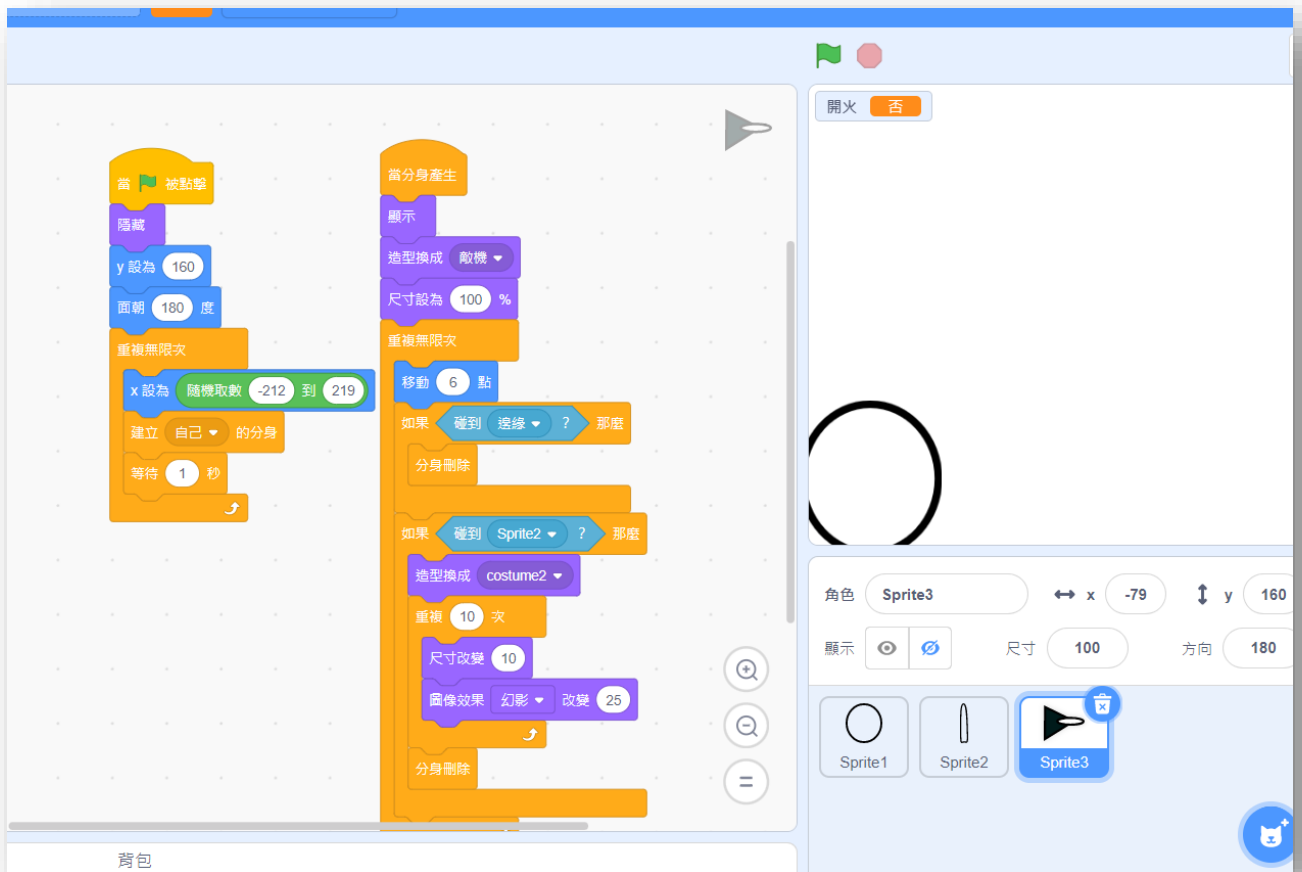 當 被點擊
隱藏
y 設為 160
面朝 180 度
重複無限次
x 設為 隨機取數 -212 到 219
建立 自己 的分身
等待 1 秒
當分身產生
顯示
造型換成 敵機
尺寸設為 100 %
重複無限次
移動 6 點
如果 碰到 邊緣 ? 那麼
分身刪除
如果 碰到 Sprite2 ? 那麼
造型換成 costume2
重複 10 次
尺寸改變 10
圖像效果 幻影 改變 25
分身刪除
背包
開火 否
角色 Sprite3 x -79 y 160
顯示 尺寸 100 方向 180
Sprite1 Sprite2 Sprite3